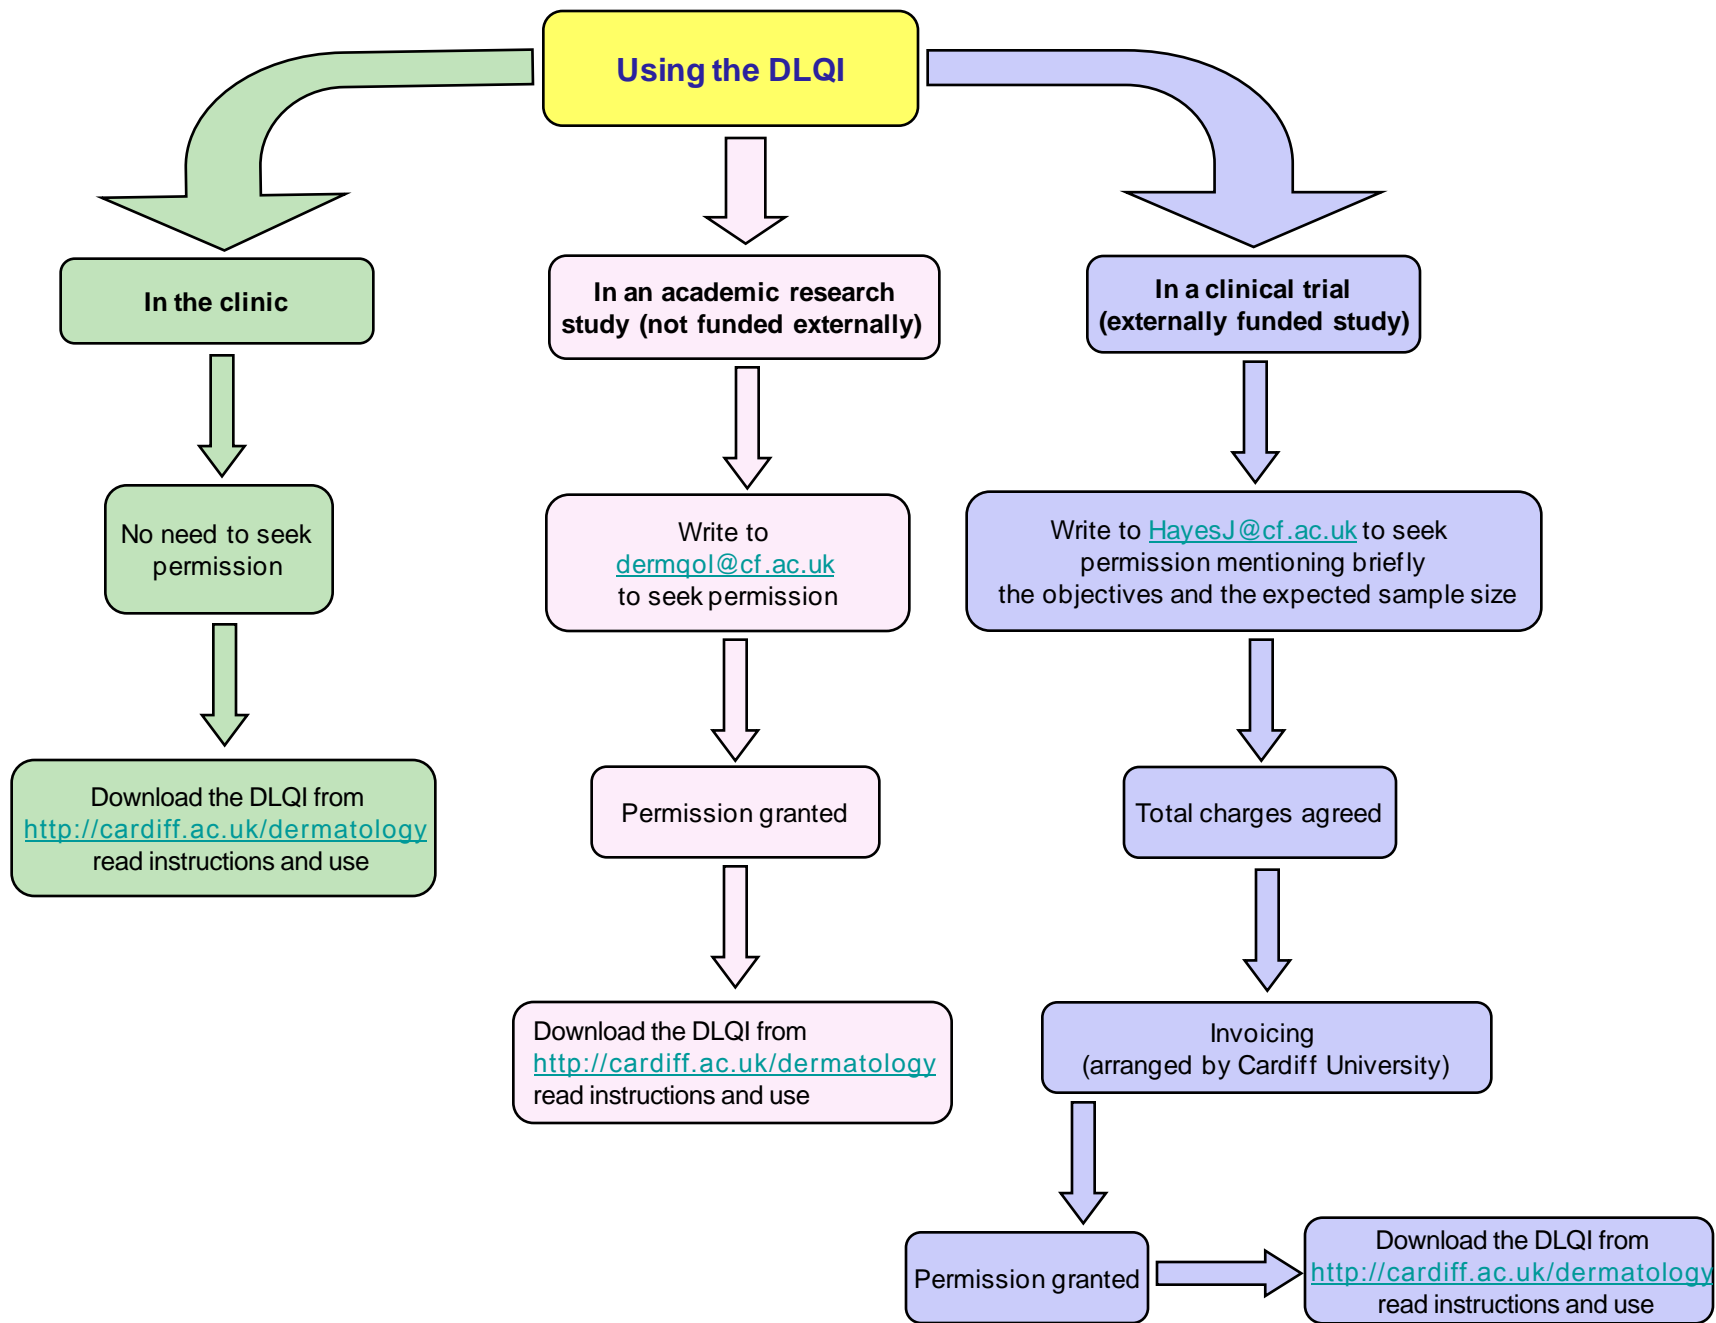 Using the DLQI
In the clinic
No need to seek
permission
Download the DLQI from
http://cardiff.ac.uk/dermatology
read instructions and use
In an academic research
study (not funded externally)
Write to
dermqol@cf.ac.uk
to seek permission
Permission granted
Download the DLQI from
http://cardiff.ac.uk/dermatology
read instructions and use
In a clinical trial
(externally funded study)
Write to HayesJ@cf.ac.uk to seek
permission mentioning briefly
the objectives and the expected sample size
Total charges agreed
Invoicing
(arranged by Cardiff University)
Permission granted
Download the DLQI from
http://cardiff.ac.uk/dermatology
read instructions and use